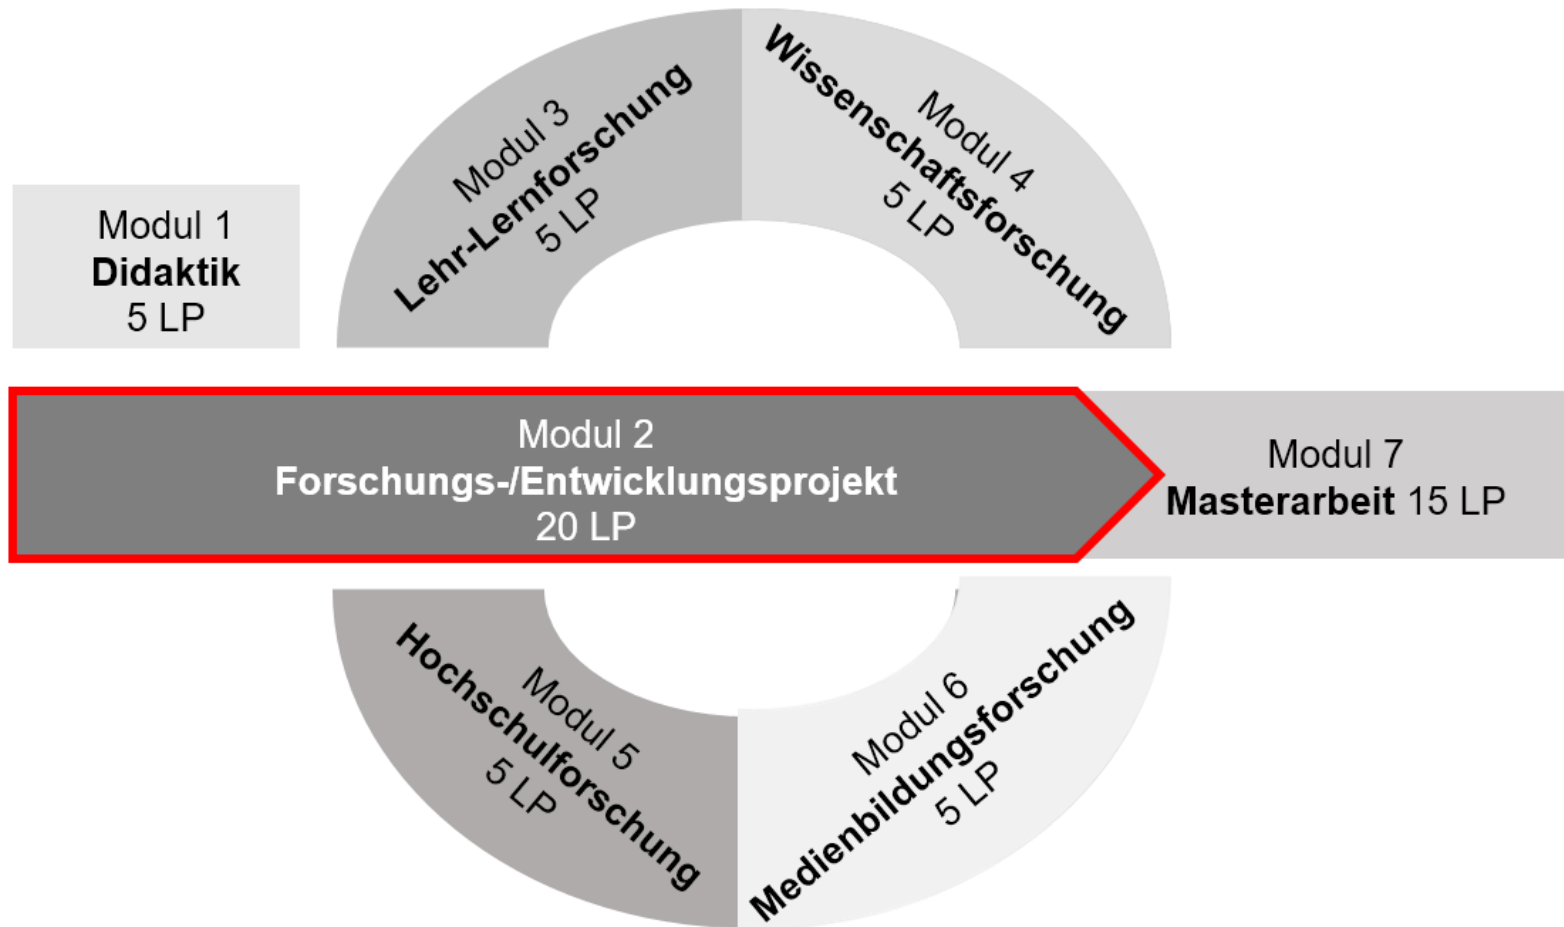 Modul 1
Didaktik
5 LP
Modul 3
Lehr-Lernforschung
5 LP
Modul 4
Wissenschaftsforschung
5 LP
Modul 2
Forschungs-/Entwicklungsprojekt
20 LP
Modul 7
Masterarbeit 15 LP
Modul 5
Hochschulforschung
5 LP
Modul 6
Medienbildungsforschung
5 LP